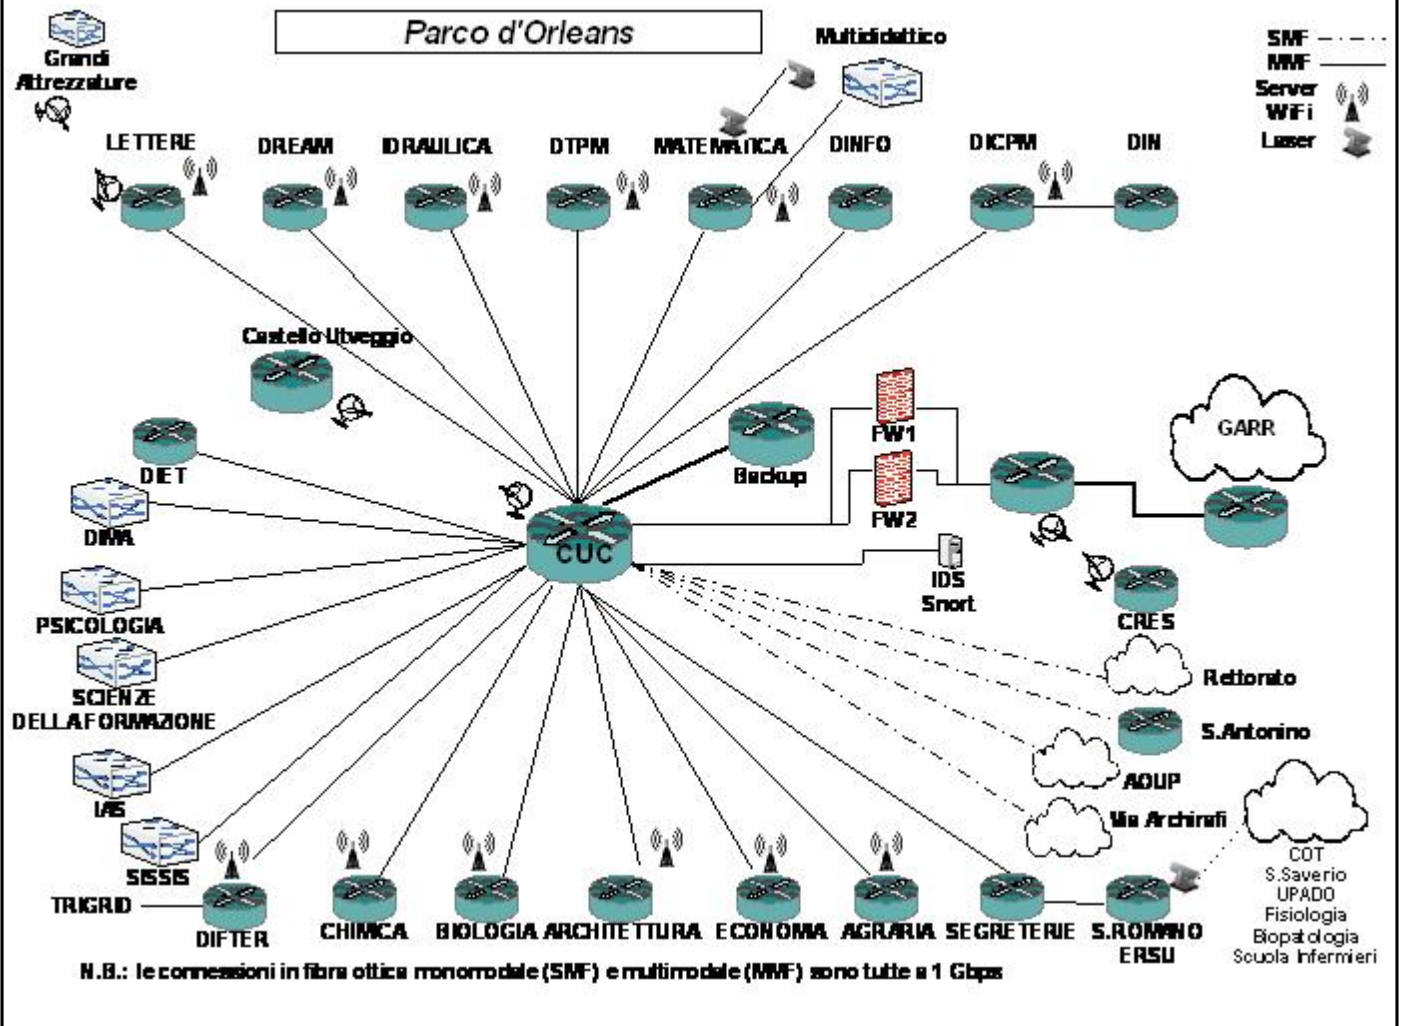 Parco d'Orleans
Grandi
Attrezzature
Multididattico
SMF
MMF
Server
WiFi
Laser
LETTERE
DREAM
IDRAULICA
DTPM
MATEMATICA
DINFO
DICPM
DIN
Castello Utveggio
DIET
Backup
FW1
GARR
DIMA
FW2
CUC
IDS
Snort
PSICOLOGIA
CRES
SCIENZE
DELLA FORMAZIONE
Rettorato
S.Antonino
IAS
AOUP
Via Archirafi
SISSIS
COT
S.Saverio
UPADO
Fisiologia
Biopatologia
Scuola Infermieri
TRIGRID
DIFTER
CHIMICA
BIOLOGIA
ARCHITETTURA
ECONOMIA
AGRARIA
SEGRETERIE
S.ROMANO
ERSU
N.B.: le connessioni in fibra ottica monomodale (SMF) e multimodale (MMF) sono tutte a 1 Gbps